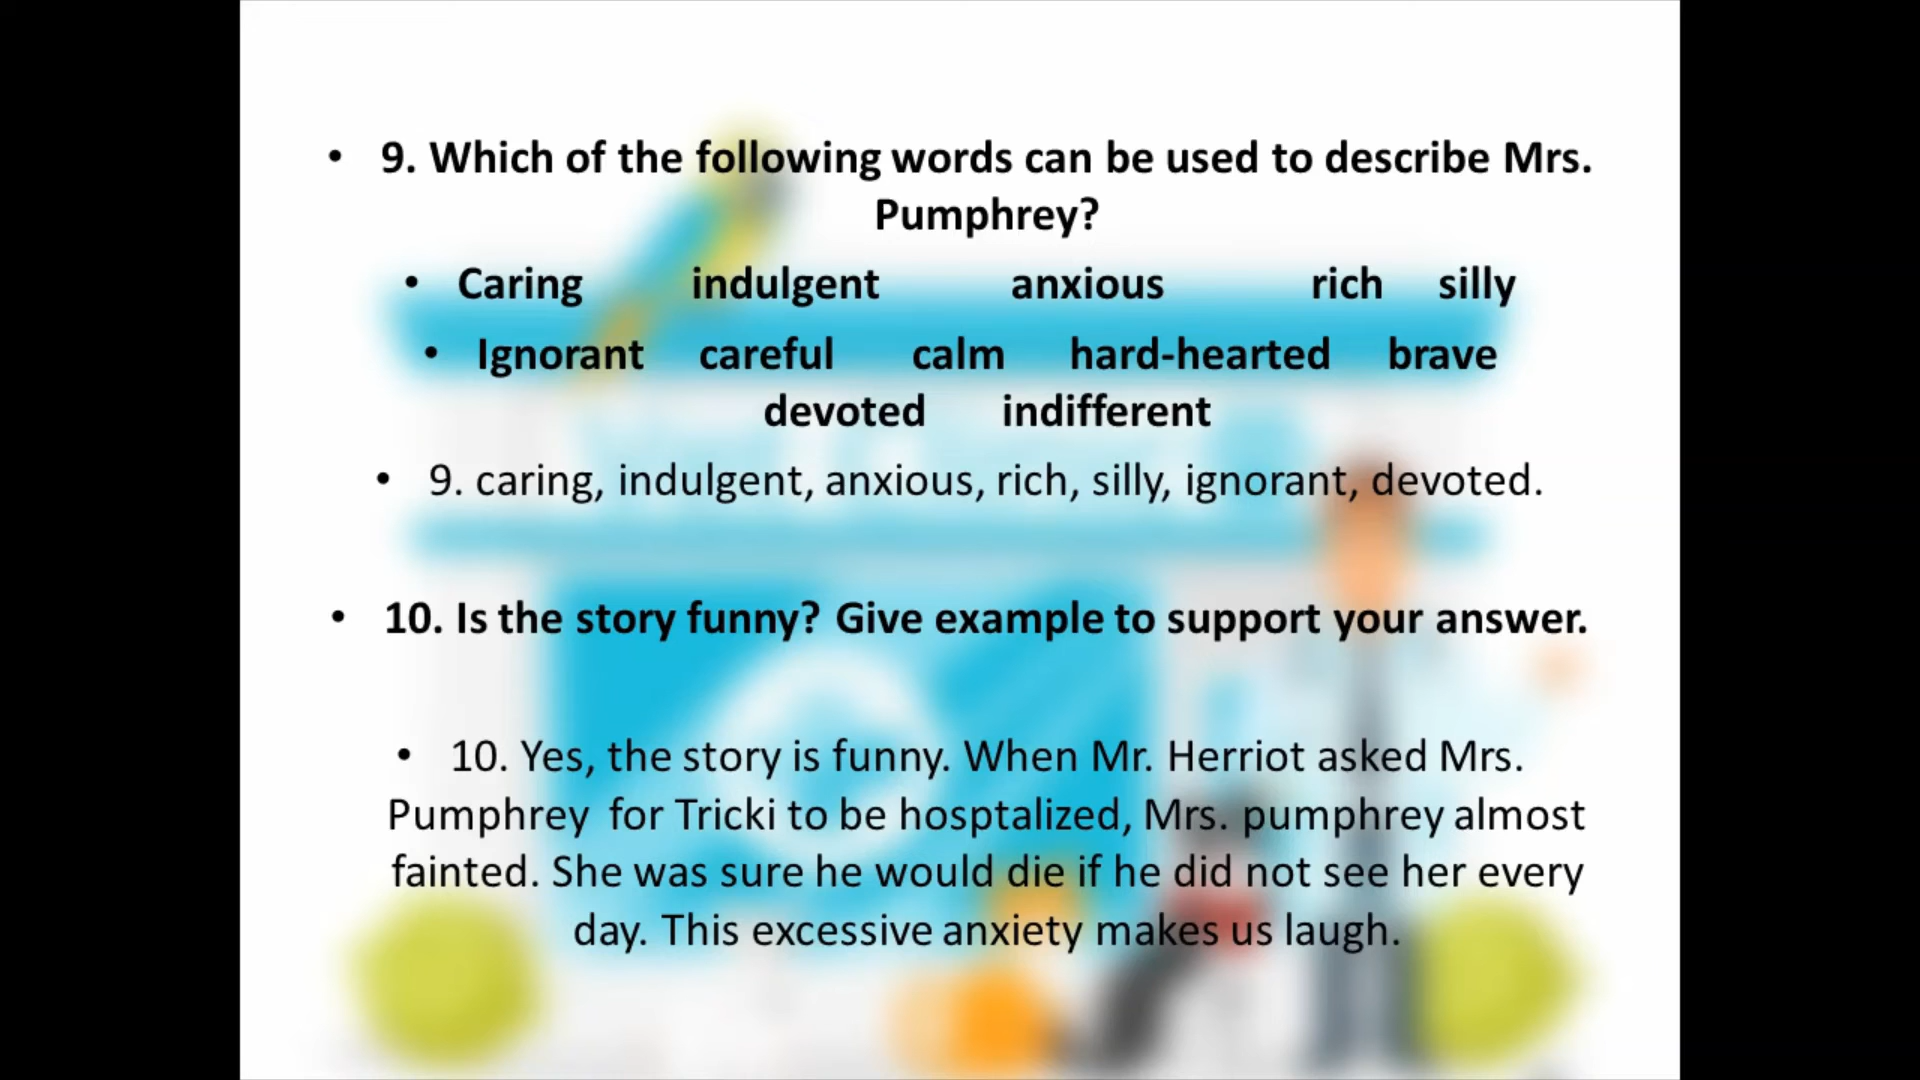 • 9. Which of the following words can be used to describe Mrs.
Pumphrey?
• Caring indulgent anxious rich silly
• Ignorant careful calm hard-hearted brave
devoted indifferent
• 9. caring, indulgent, anxious, rich, silly, ignorant, devoted.
• 10. Is the story funny? Give example to support your answer.
• 10. Yes, the story is funny. When Mr. Herriot asked Mrs.
Pumphrey for Tricki to be hosptalized, Mrs. pumphrey almost
fainted. She was sure he would die if he did not see her every
day. This excessive anxiety makes us laugh.